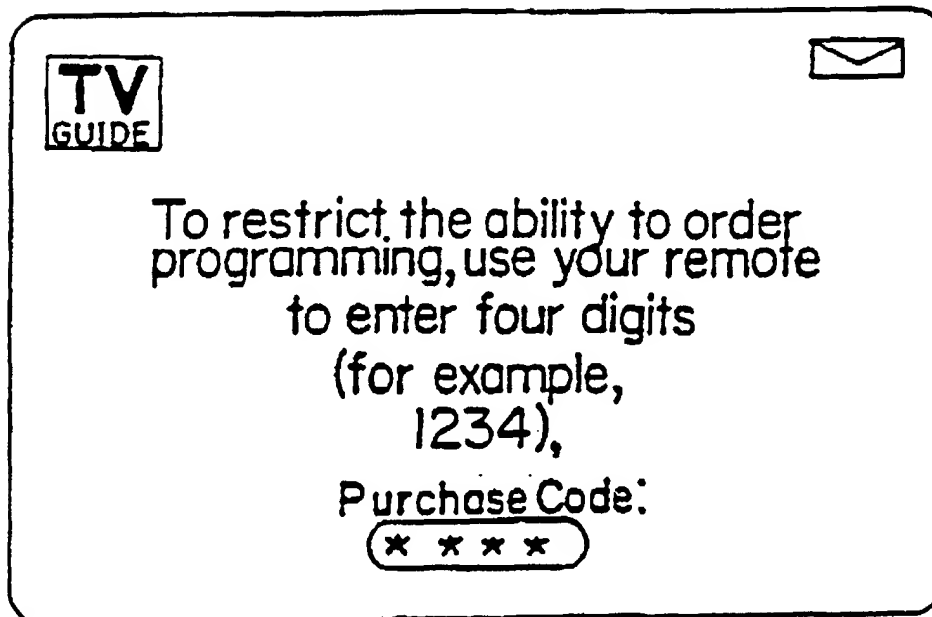 TV
GUIDE
To restrict the ability to order
programming, use your remote
to enter four digits
(for example,
1234),
Purchase Code:
* * * *